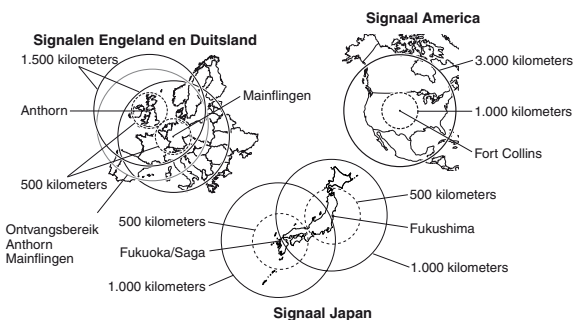 Signalen Engeland en Duitsland
1.500 kilometers
Anthorn
Mainflingen
500 kilometers
Ontvangsbereik
Anthorn
Mainflingen
Signaal America
3.000 kilometers
1.000 kilometers
Fort Collins
500 kilometers
Fukuoka/Saga
1.000 kilometers
500 kilometers
Fukushima
1.000 kilometers
Signaal Japan